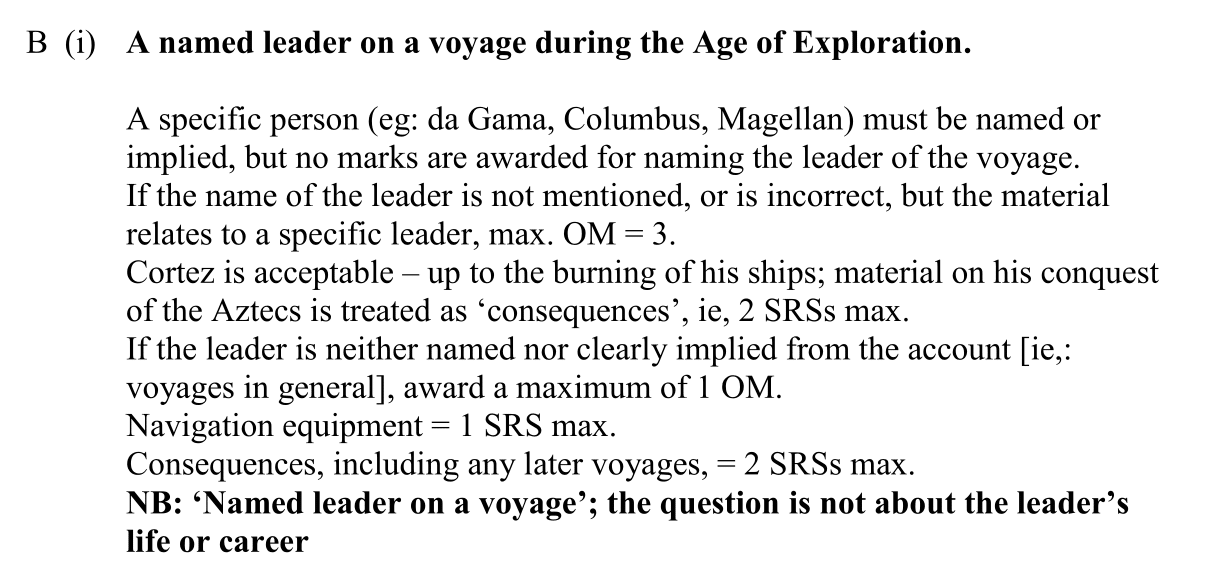 B (i) A named leader on a voyage during the Age of Exploration.
A specific person (eg: da Gama, Columbus, Magellan) must be named or
implied, but no marks are awarded for naming the leader of the voyage.
If the name of the leader is not mentioned, or is incorrect, but the material
relates to a specific leader, max. OM = 3.
Cortez is acceptable – up to the burning of his ships; material on his conquest
of the Aztecs is treated as ‘consequences’, ie, 2 SRSs max.
If the leader is neither named nor clearly implied from the account [ie,:
voyages in general], award a maximum of 1 OM.
Navigation equipment = 1 SRS max.
Consequences, including any later voyages, = 2 SRSs max.
NB: ‘Named leader on a voyage’; the question is not about the leader’s
life or career